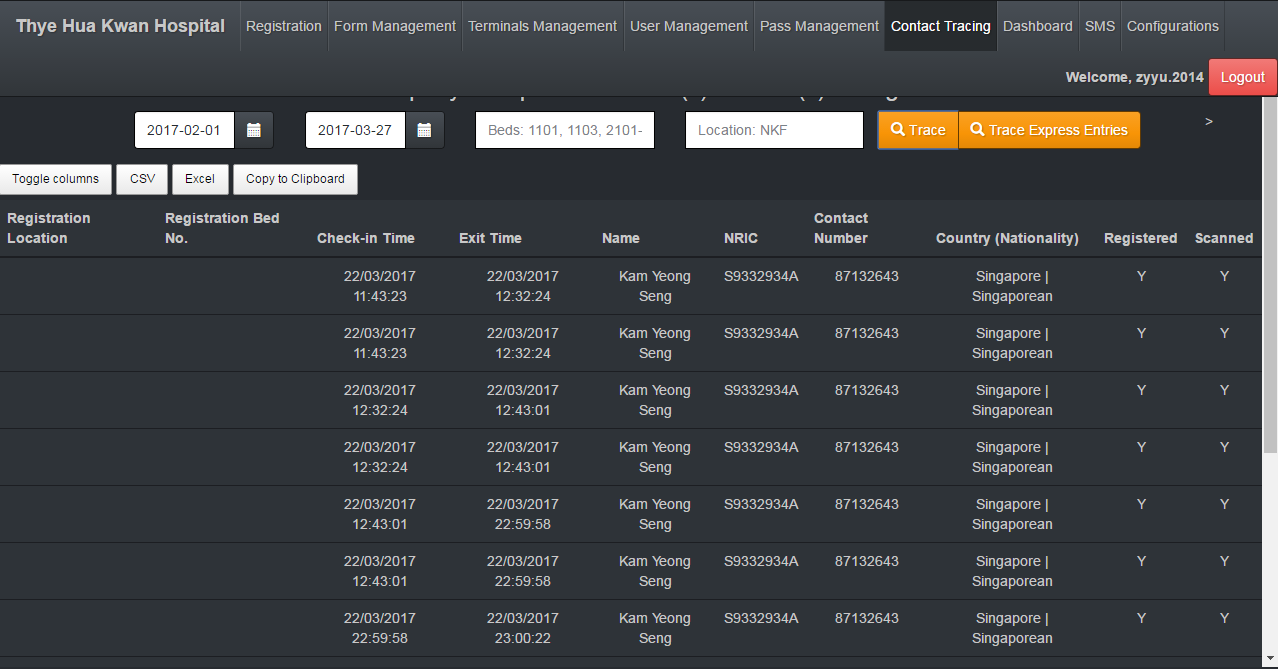 Thye Hua Kwan Hospital Registration Form Management Terminals Management User Management Pass Management Contact Tracing Dashboard SMS Configurations
Welcome, zyyu.2014 Logout
2017-02-01 2017-03-27 Beds: 1101, 1103, 2101- Location: NKF Trace Trace Express Entries >
Toggle columns CSV Excel Copy to Clipboard
Registration Registration Bed Contact
Location No. Check-in Time Exit Time Name NRIC Number Country (Nationality) Registered Scanned
22/03/2017 22/03/2017 Kam Yeong S9332934A 87132643 Singapore | Y Y
11:43:23 12:32:24 Seng Singaporean
22/03/2017 22/03/2017 Kam Yeong S9332934A 87132643 Singapore | Y Y
11:43:23 12:32:24 Seng Singaporean
22/03/2017 22/03/2017 Kam Yeong S9332934A 87132643 Singapore | Y Y
12:32:24 12:43:01 Seng Singaporean
22/03/2017 22/03/2017 Kam Yeong S9332934A 87132643 Singapore | Y Y
12:32:24 12:43:01 Seng Singaporean
22/03/2017 22/03/2017 Kam Yeong S9332934A 87132643 Singapore | Y Y
12:43:01 22:59:58 Seng Singaporean
22/03/2017 22/03/2017 Kam Yeong S9332934A 87132643 Singapore | Y Y
12:43:01 22:59:58 Seng Singaporean
22/03/2017 22/03/2017 Kam Yeong S9332934A 87132643 Singapore | Y Y
22:59:58 23:00:22 Seng Singaporean